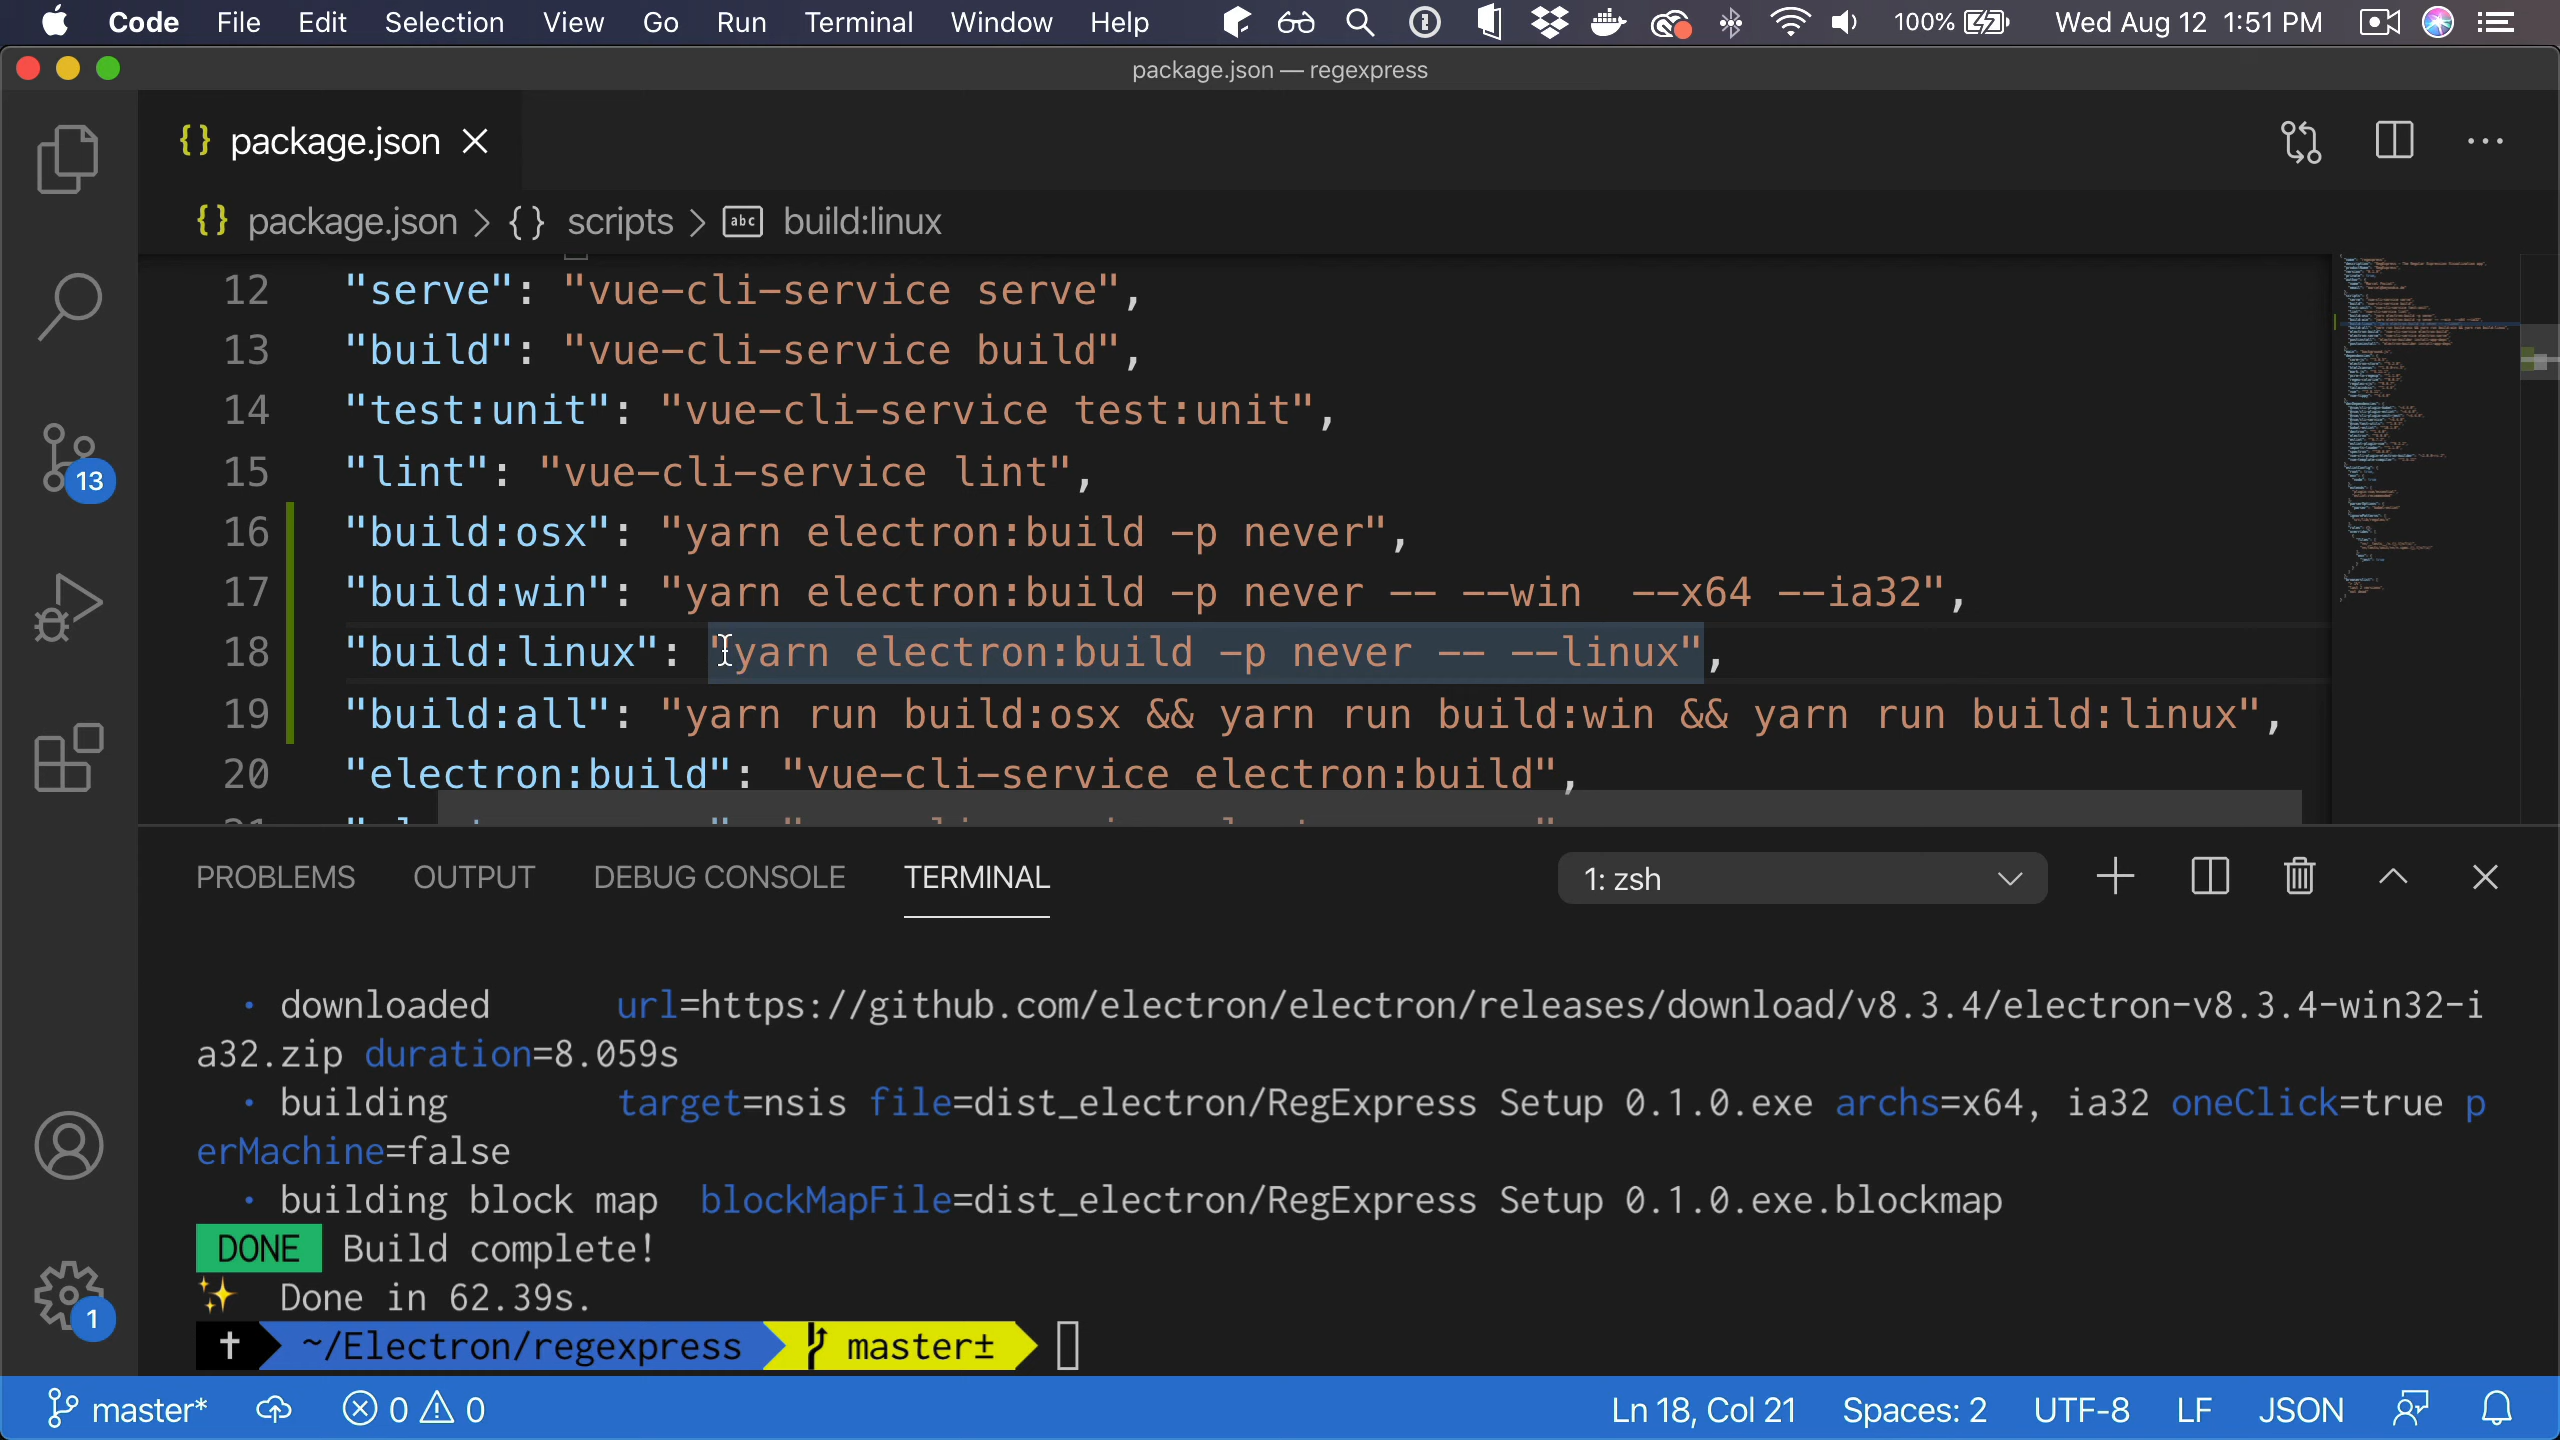 Code File Edit Selection View Go Run Terminal Window Help 100% Wed Aug 12 1:51 PM
package.json — regexpress
{} package.json
{} package.json > {} scripts > abc build:linux
12 "serve": "vue-cli-service serve",
13 "build": "vue-cli-service build",
14 "test:unit": "vue-cli-service test:unit",
15 "lint": "vue-cli-service lint",
16 "build:osx": "yarn electron:build -p never",
17 "build:win": "yarn electron:build -p never -- --win  --x64 --ia32",
18 "build:linux": "yarn electron:build -p never -- --linux",
19 "build:all": "yarn run build:osx && yarn run build:win && yarn run build:linux",
20 "electron:build": "vue-cli-service electron:build",
13
PROBLEMS OUTPUT DEBUG CONSOLE TERMINAL 1: zsh
• downloaded url=https://github.com/electron/electron/releases/download/v8.3.4/electron-v8.3.4-win32-i
a32.zip duration=8.059s
• building target=nsis file=dist_electron/RegExpress Setup 0.1.0.exe archs=x64, ia32 oneClick=true p
erMachine=false
• building block map blockMapFile=dist_electron/RegExpress Setup 0.1.0.exe.blockmap
DONE Build complete!
✨ Done in 62.39s.
1
✝ ~/Electron/regexpress master±
master* 0 0 Ln 18, Col 21 Spaces: 2 UTF-8 LF JSON